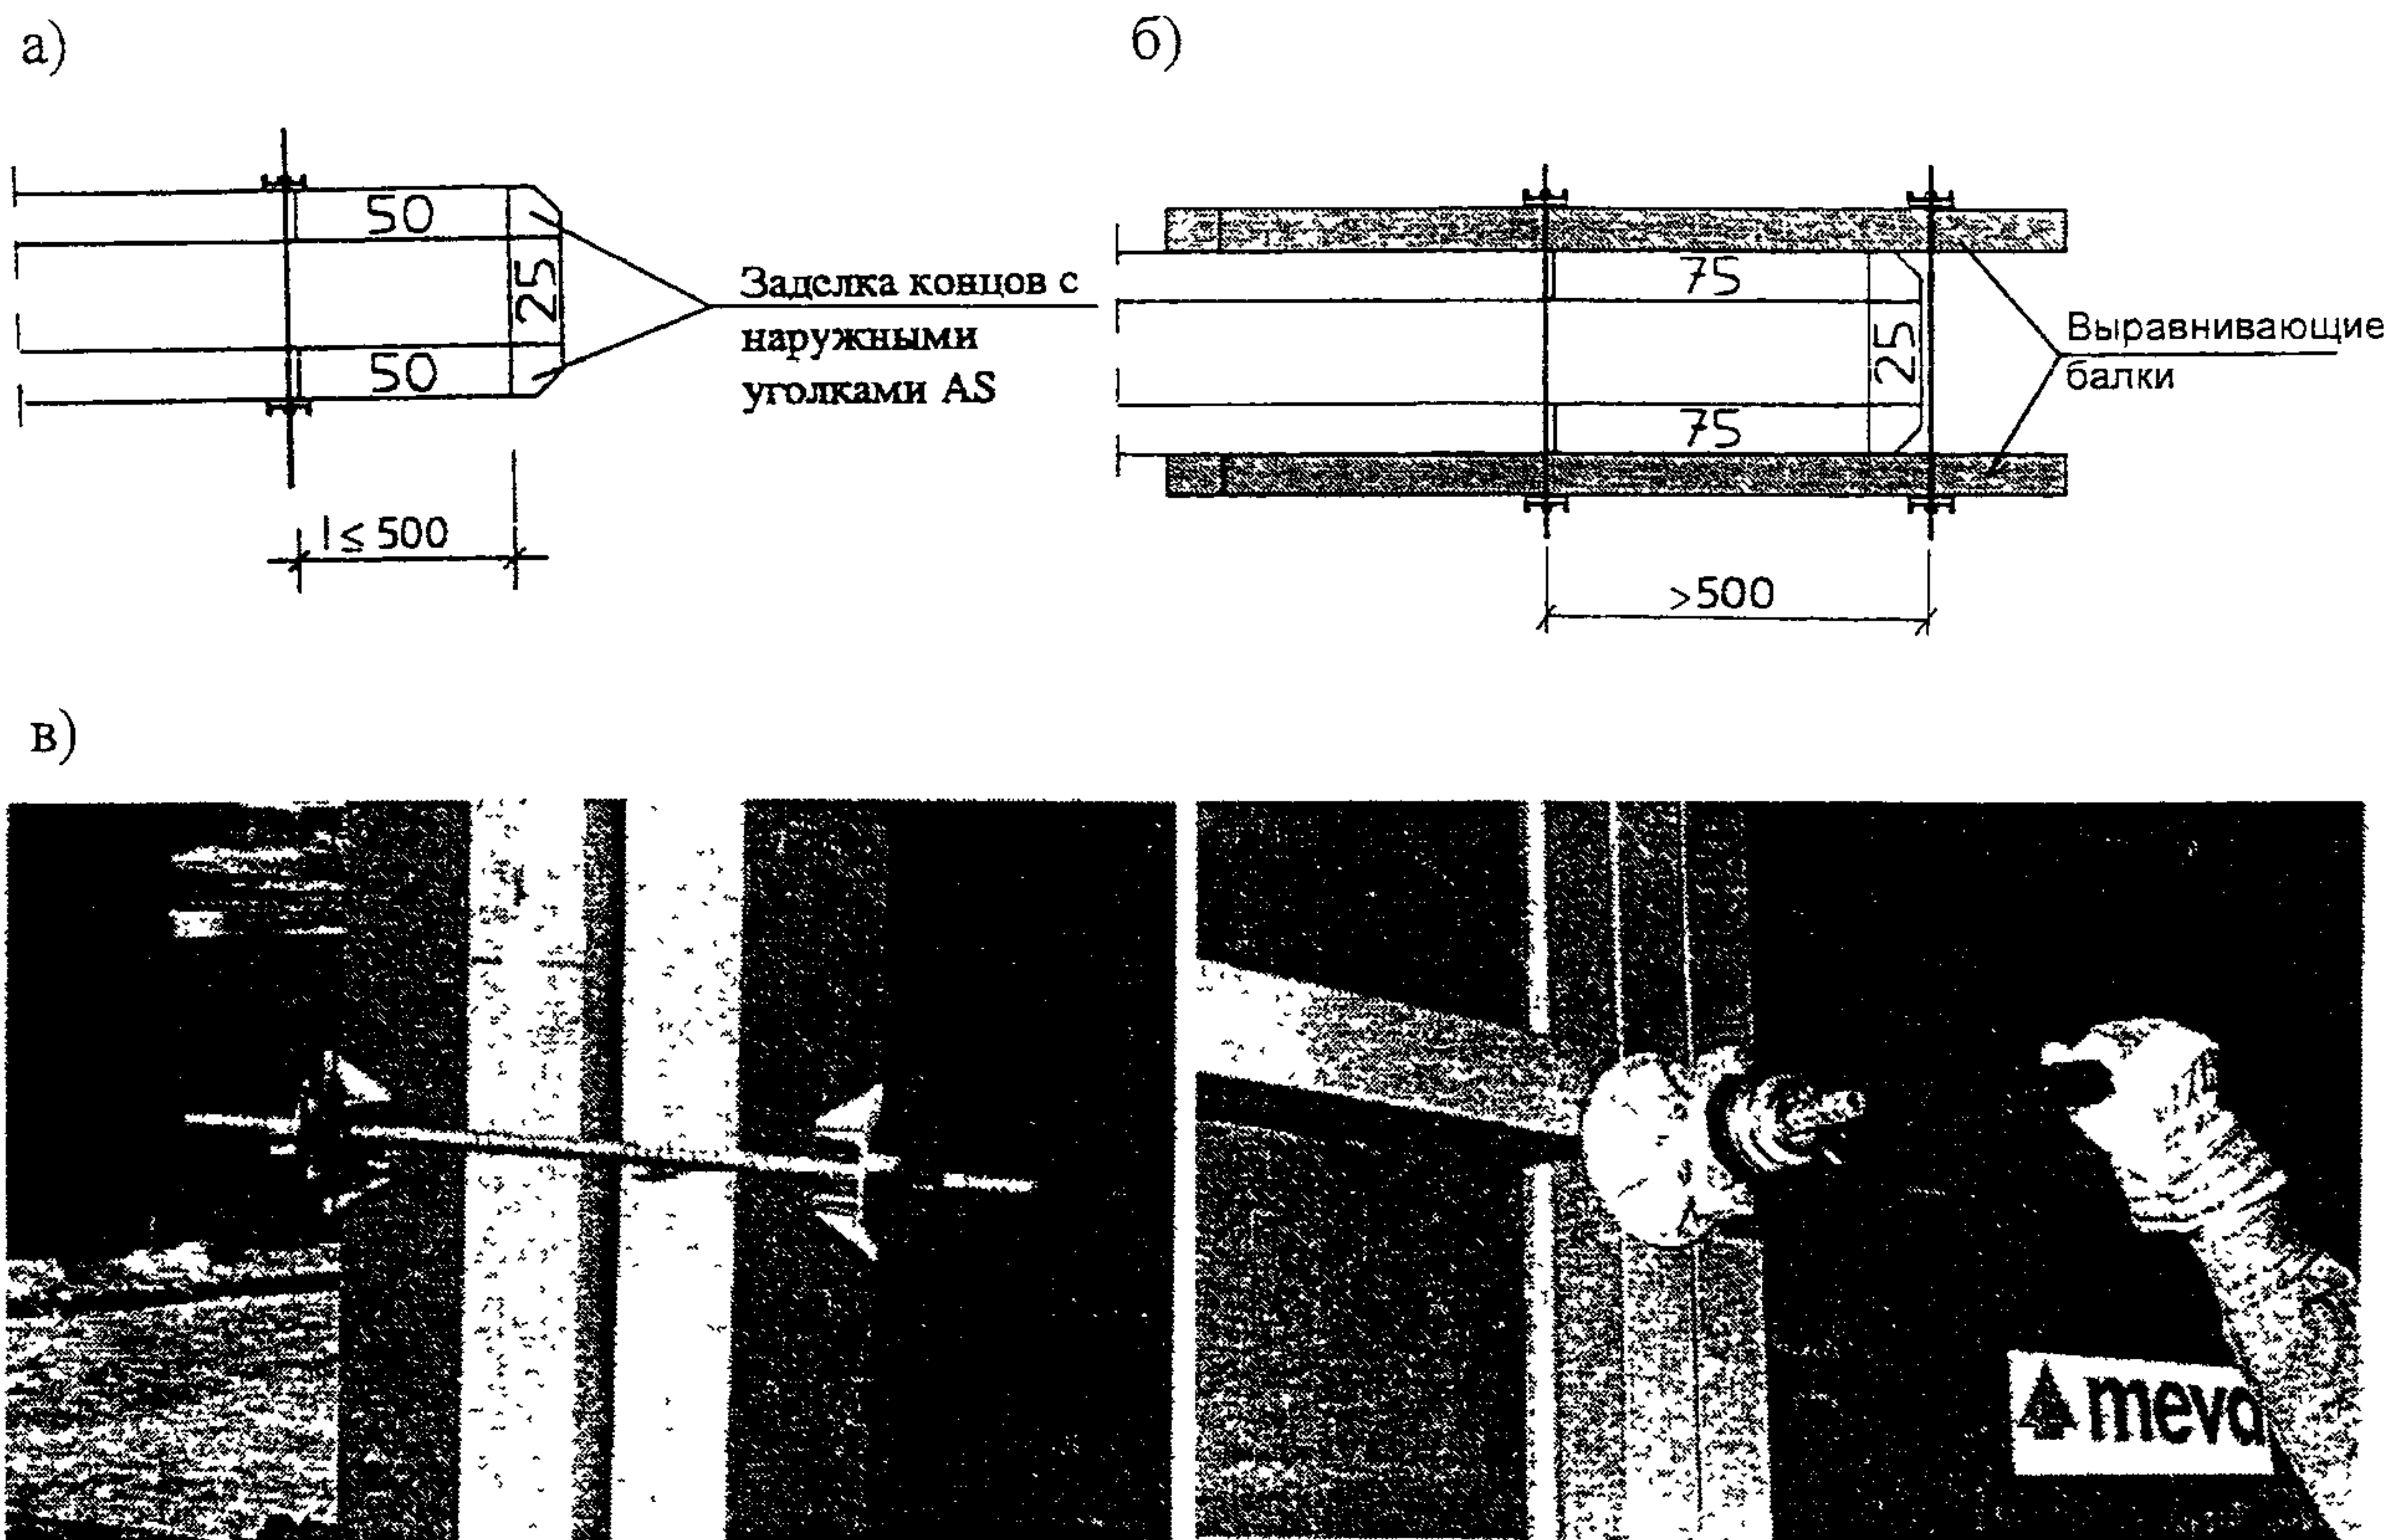 а)
50
25
50
l ≤ 500
Заделка концов с
наружными
уголками AS
б)
75
25
75
>500
Выравнивающие
балки
в)
meva